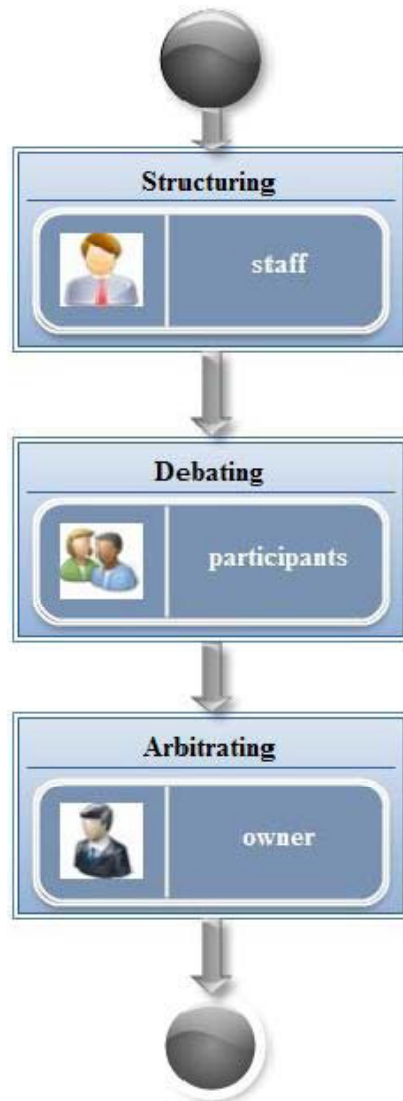 Structuring
staff
Debating
participants
Arbitrating
owner